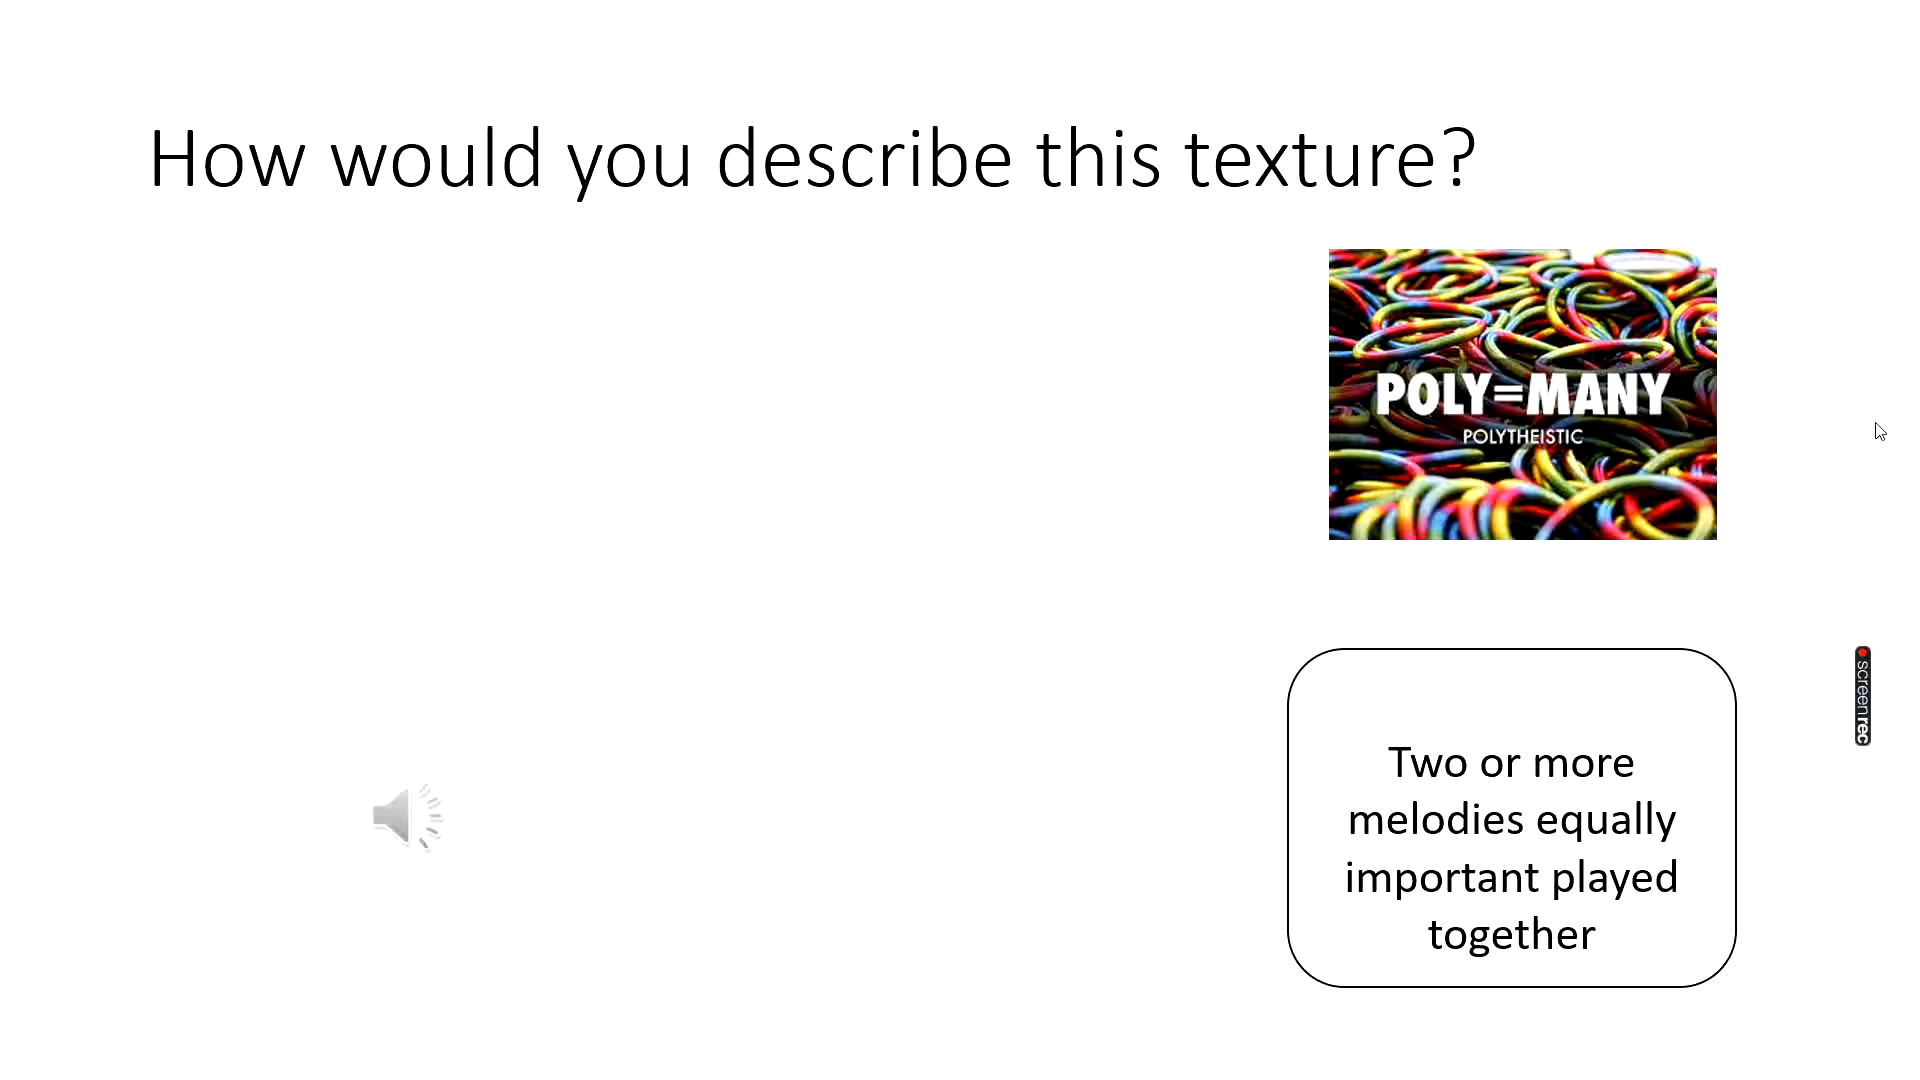 How would you describe this texture?
POLY=MANY
POLYTHEISTIC
Two or more
melodies equally
important played
together
screenrec